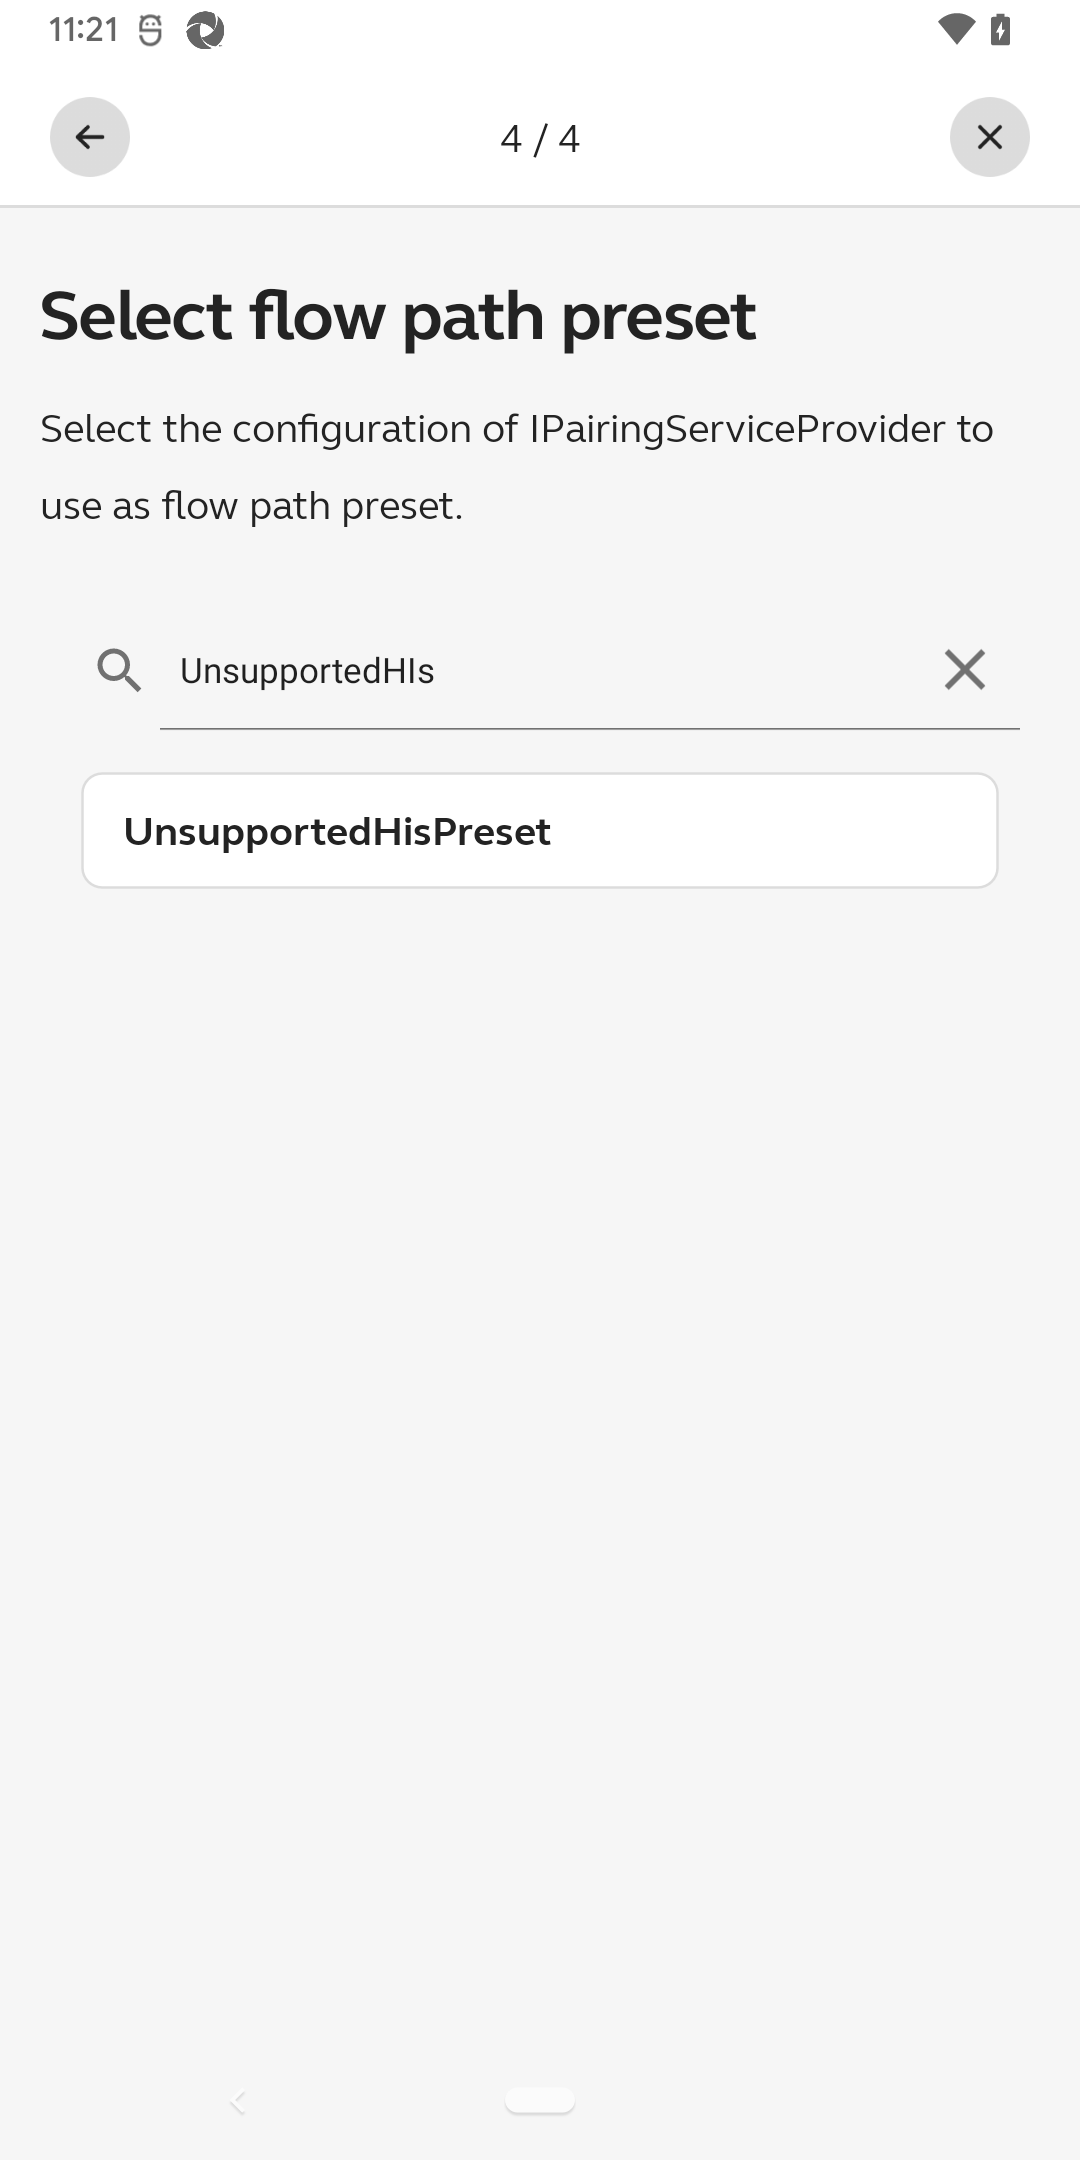 11:21
4 / 4
Select flow path preset
Select the configuration of IPairingServiceProvider to
use as flow path preset.
UnsupportedHIs
UnsupportedHisPreset